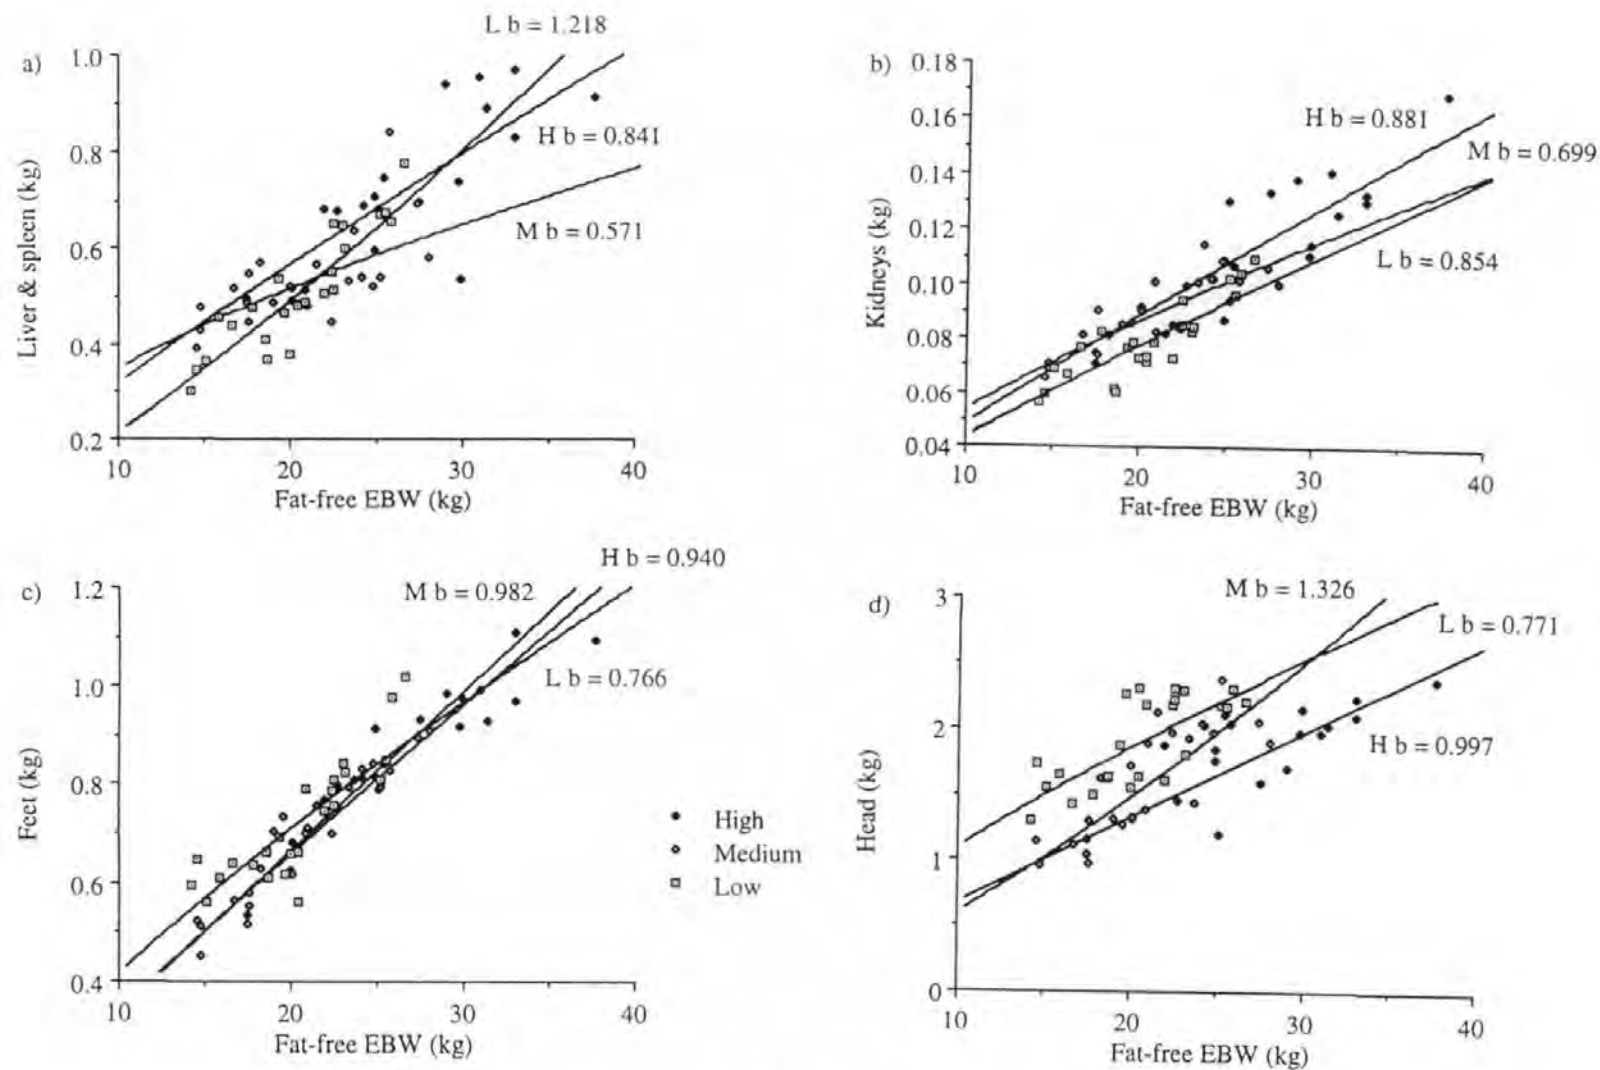 a)
L b = 1.218
H b = 0.841
M b = 0.571
1.0
0.8
0.6
0.4
0.2
Liver & spleen (kg)
10 20 30 40
Fat-free EBW (kg)
b)
H b = 0.881
M b = 0.699
L b = 0.854
0.18
0.16
0.14
0.12
0.10
0.08
0.06
0.04
Kidneys (kg)
10 20 30 40
Fat-free EBW (kg)
c)
H b = 0.940
M b = 0.982
L b = 0.766
1.2
1.0
0.8
0.6
0.4
Feet (kg)
10 20 30 40
Fat-free EBW (kg)
High
Medium
Low
d)
M b = 1.326
L b = 0.771
H b = 0.997
3
2
1
0
Head (kg)
10 20 30 40
Fat-free EBW (kg)